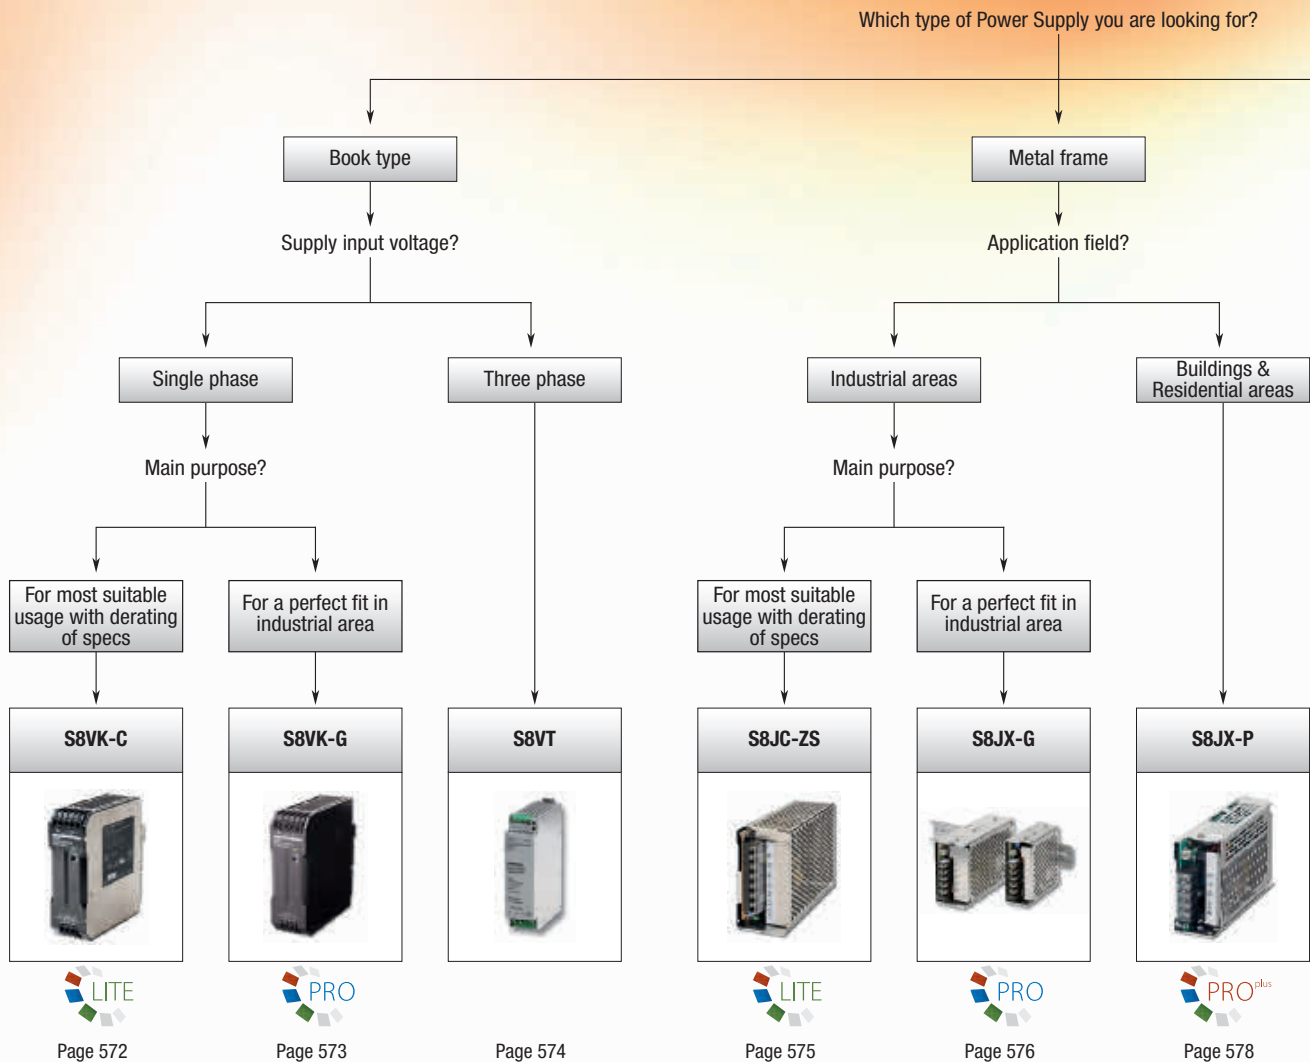 Which type of Power Supply you are looking for?
Book type
Metal frame
Supply input voltage?
Application field?
Single phase
Three phase
Industrial areas
Buildings &
Residential areas
Main purpose?
Main purpose?
For most suitable
usage with derating
of specs
For a perfect fit in
industrial area
For most suitable
usage with derating
of specs
For a perfect fit in
industrial area
S8VK-C
S8VK-G
S8VT
S8JC-ZS
S8JX-G
S8JX-P
LITE
PRO
LITE
PRO
PROplus
Page 572
Page 573
Page 574
Page 575
Page 576
Page 578